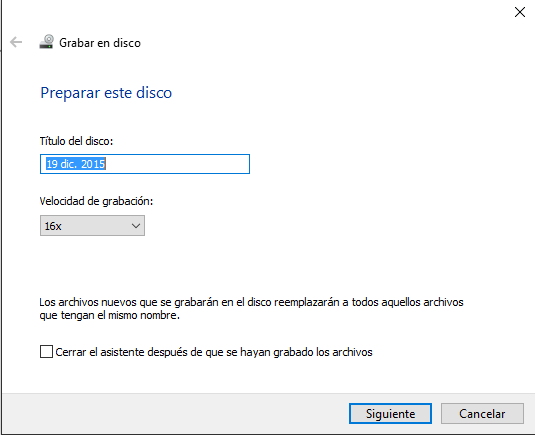 Grabar en disco
Preparar este disco
Título del disco:
19 dic. 2015
Velocidad de grabación:
16x
Los archivos nuevos que se grabarán en el disco reemplazarán a todos aquellos archivos
que tengan el mismo nombre.
Cerrar el asistente después de que se hayan grabado los archivos
Siguiente
Cancelar